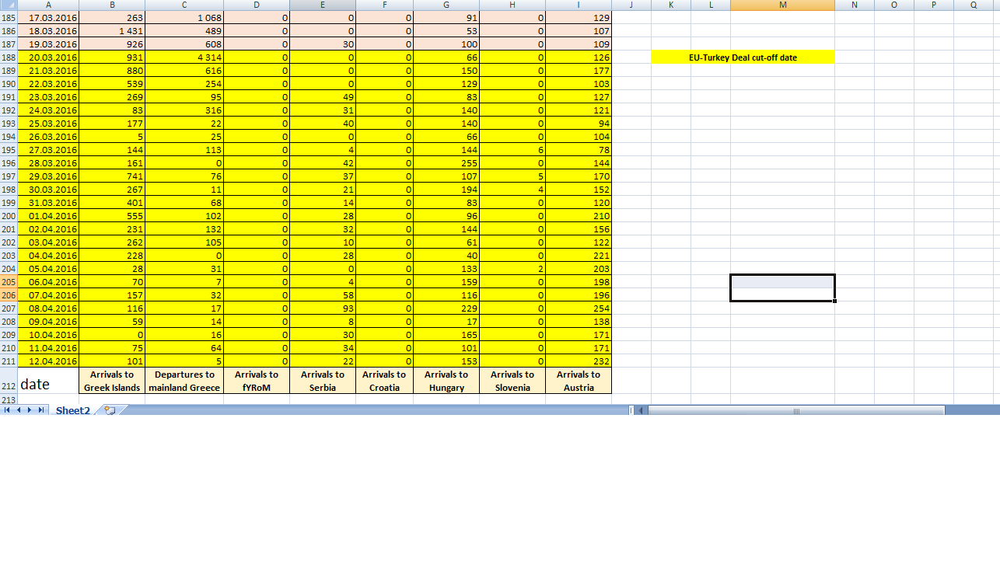 A B C D E F G H I J K L M N O P Q
185 17.03.2016 263 1 068 0 0 0 91 0 129
186 18.03.2016 1 431 489 0 0 0 53 0 107
187 19.03.2016 926 608 0 30 0 100 0 109
188 20.03.2016 931 4 314 0 0 0 66 0 126 EU-Turkey Deal cut-off date
189 21.03.2016 880 616 0 0 0 150 0 177
190 22.03.2016 539 254 0 0 0 129 0 103
191 23.03.2016 269 95 0 49 0 83 0 127
192 24.03.2016 83 316 0 31 0 140 0 121
193 25.03.2016 177 22 0 40 0 140 0 94
194 26.03.2016 5 25 0 0 0 66 0 104
195 27.03.2016 144 113 0 4 0 144 6 78
196 28.03.2016 161 0 0 42 0 255 0 144
197 29.03.2016 741 76 0 37 0 107 5 170
198 30.03.2016 267 11 0 21 0 194 4 152
199 31.03.2016 401 68 0 14 0 83 0 120
200 01.04.2016 555 102 0 28 0 96 0 210
201 02.04.2016 231 132 0 32 0 144 0 156
202 03.04.2016 262 105 0 10 0 61 0 122
203 04.04.2016 228 0 0 28 0 40 0 221
204 05.04.2016 28 31 0 0 0 133 2 203
205 06.04.2016 70 7 0 4 0 159 0 198
206 07.04.2016 157 32 0 58 0 116 0 196
207 08.04.2016 116 17 0 93 0 229 0 254
208 09.04.2016 59 14 0 8 0 17 0 138
209 10.04.2016 0 16 0 30 0 165 0 171
210 11.04.2016 75 64 0 34 0 101 0 171
211 12.04.2016 101 5 0 22 0 153 0 232
Arrivals to Departures to Arrivals to Arrivals to Arrivals to Arrivals to Arrivals to Arrivals to
212 date Greek Islands mainland Greece fYRoM Serbia Croatia Hungary Slovenia Austria
213
Sheet2